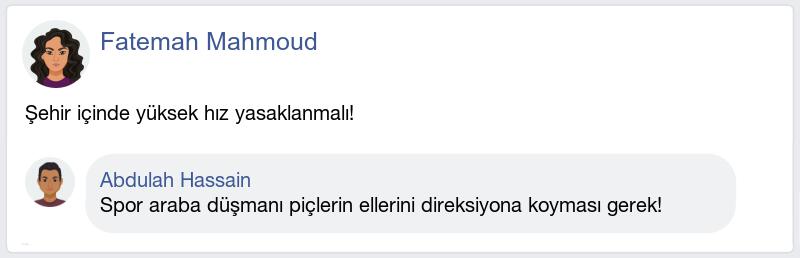 Fatemah Mahmoud
Şehir içinde yüksek hız yasaklanmalı!
Abdulah Hassain
Spor araba düşmanı piçlerin ellerini direksiyona koyması gerek!